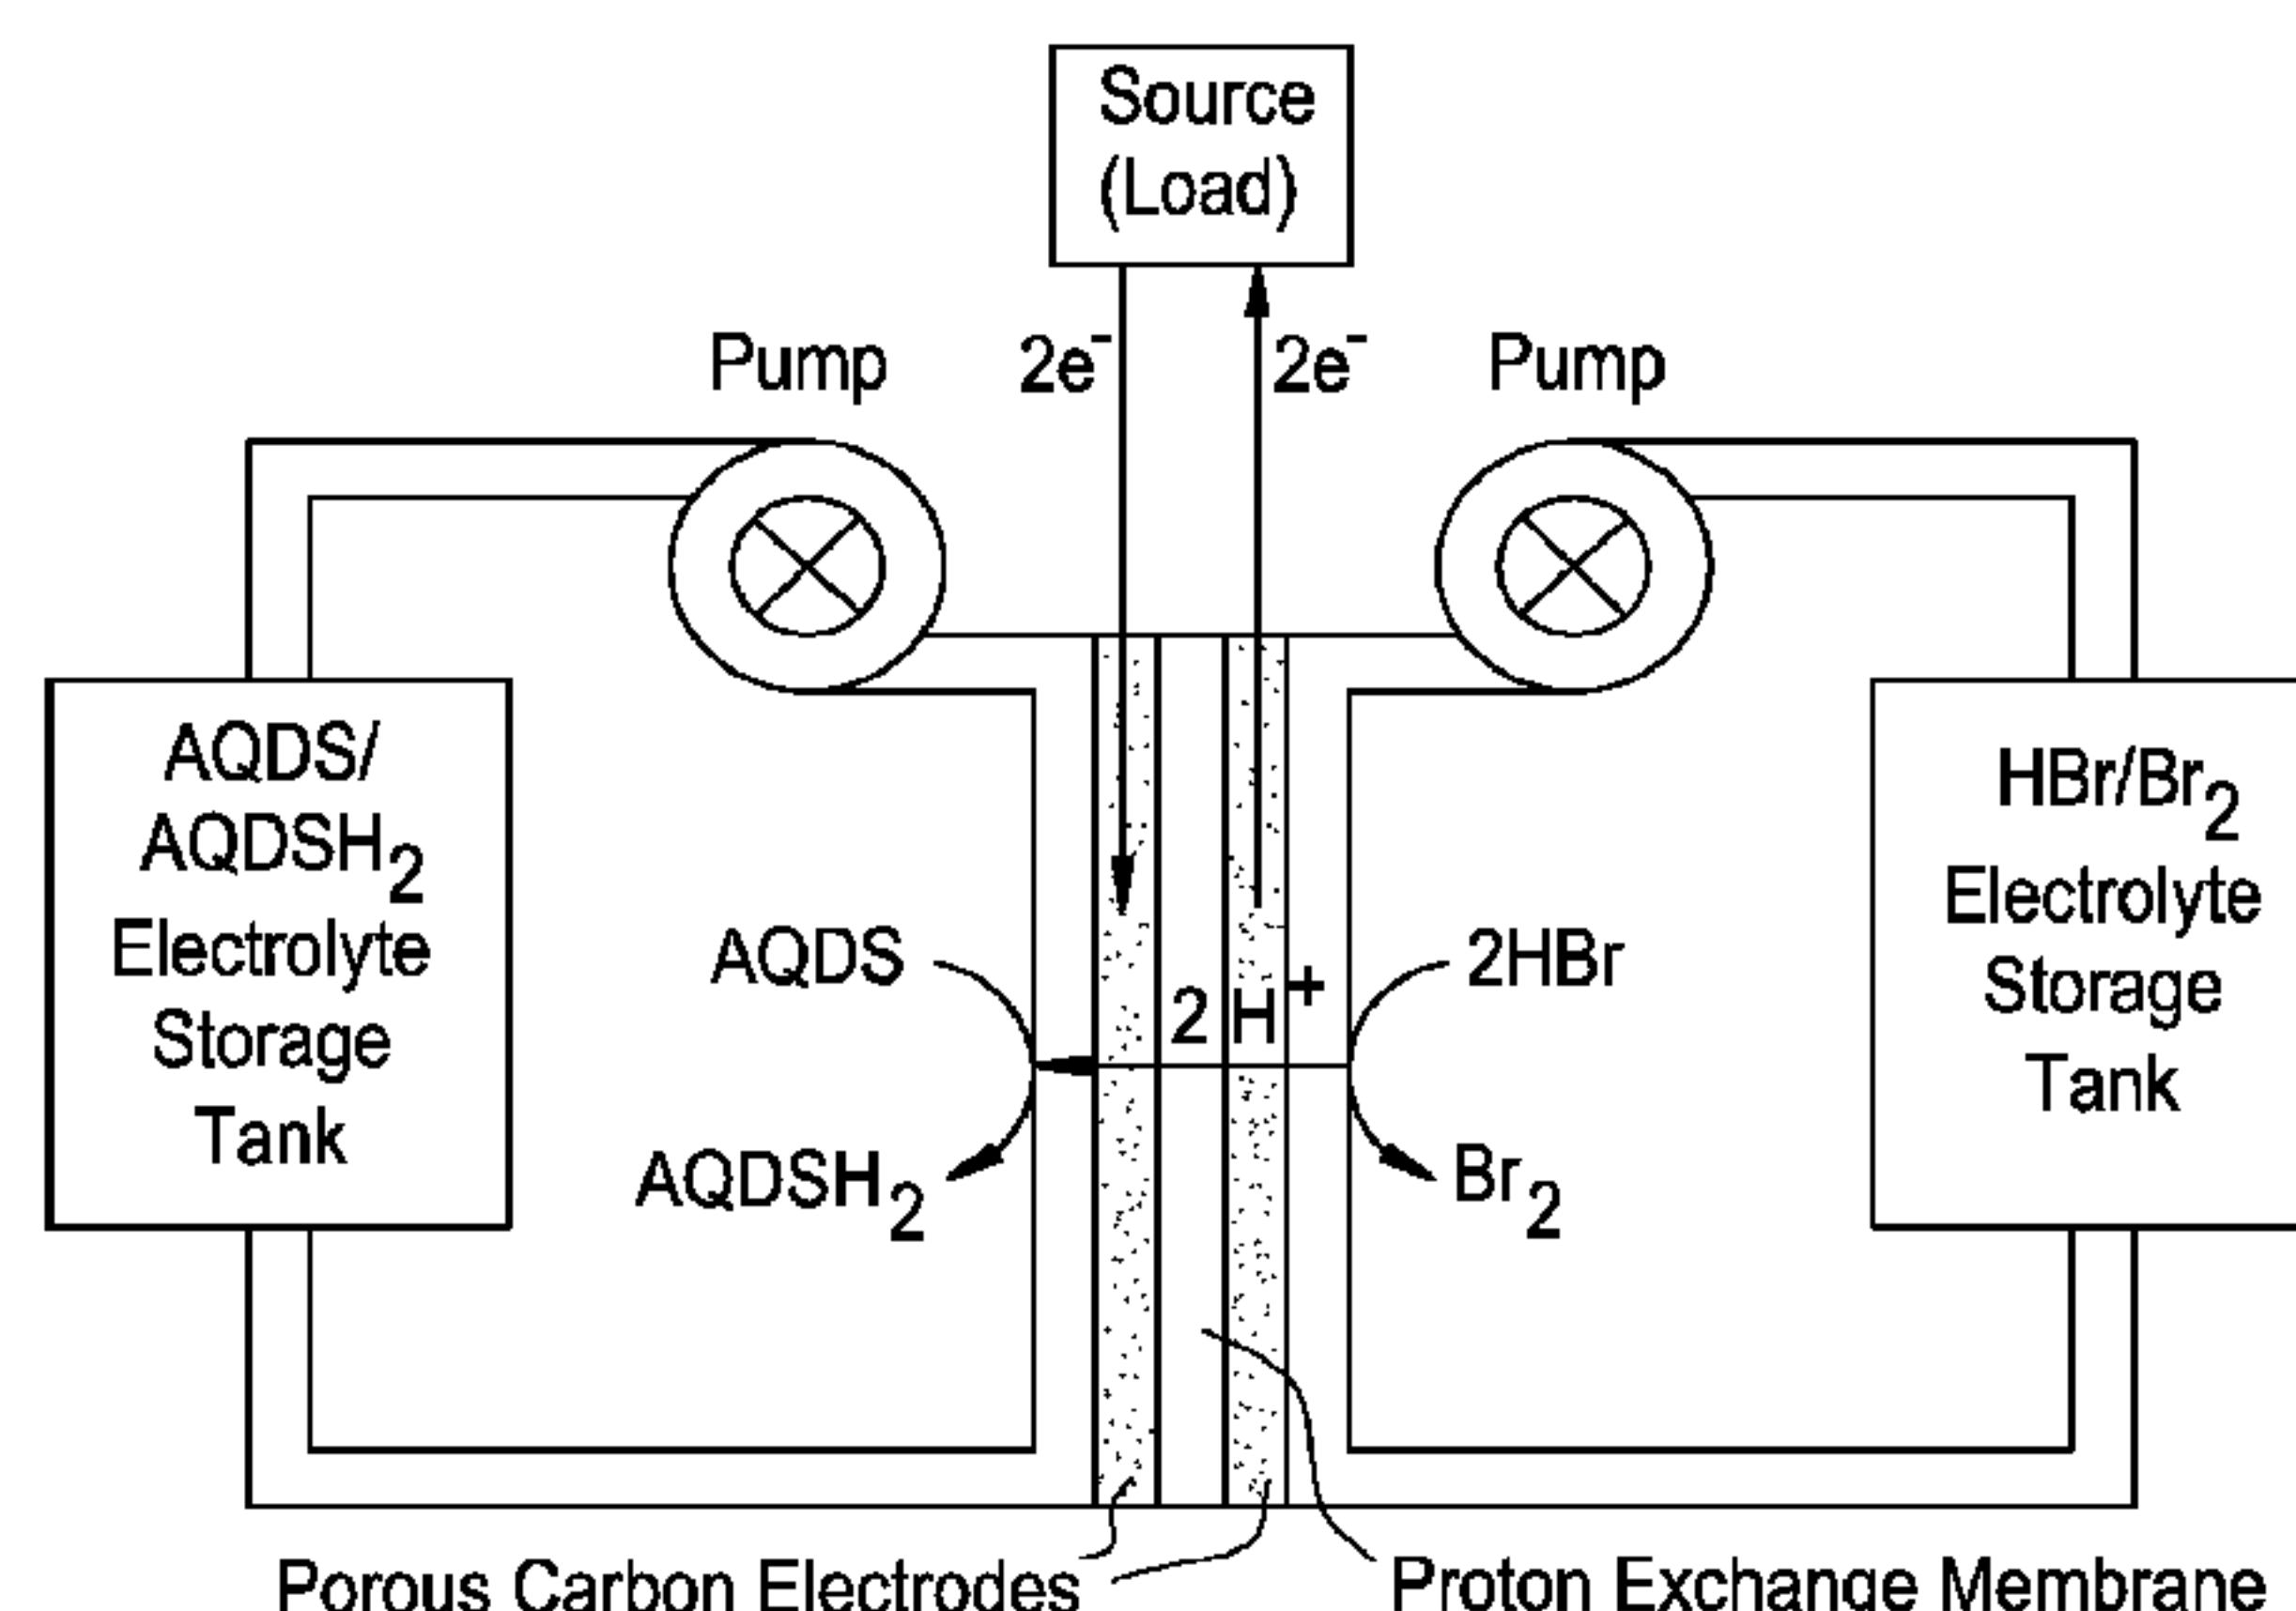 Source
(Load)
Pump
2e⁻
2e⁻
Pump
AQDS/
AQDSH₂
Electrolyte
Storage
Tank
HBr/Br₂
Electrolyte
Storage
Tank
AQDS
2 H⁺
2HBr
AQDSH₂
Br₂
Porous Carbon Electrodes
Proton Exchange Membrane